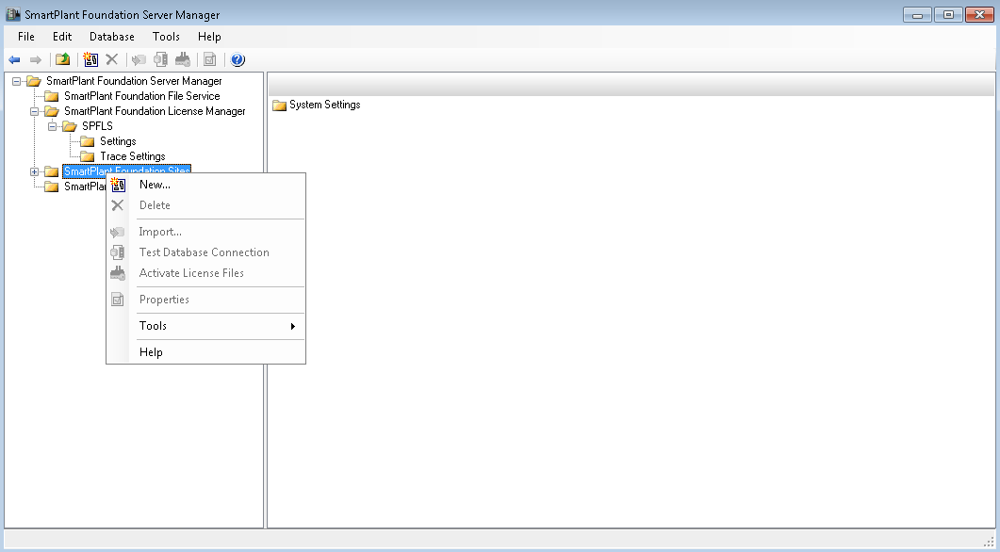 SmartPlant Foundation Server Manager
File Edit Database Tools Help
SmartPlant Foundation Server Manager
SmartPlant Foundation File Service
SmartPlant Foundation License Manager
SPFLS
Settings
Trace Settings
SmartPlant Foundation Sites
SmartPlan
System Settings
New...
Delete
Import...
Test Database Connection
Activate License Files
Properties
Tools
Help